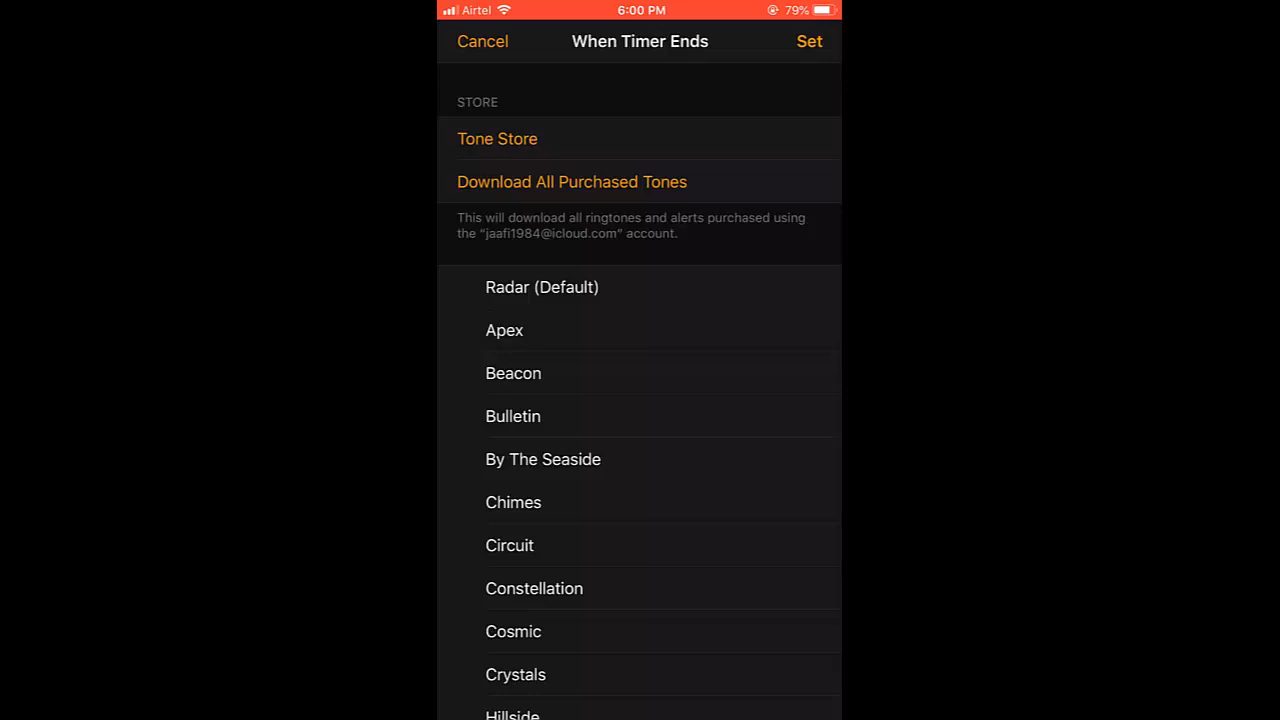 Airtel 6:00 PM 79%
Cancel When Timer Ends Set
STORE
Tone Store
Download All Purchased Tones
This will download all ringtones and alerts purchased using
the “jaafi1984@icloud.com” account.
Radar (Default)
Apex
Beacon
Bulletin
By The Seaside
Chimes
Circuit
Constellation
Cosmic
Crystals
Hillside